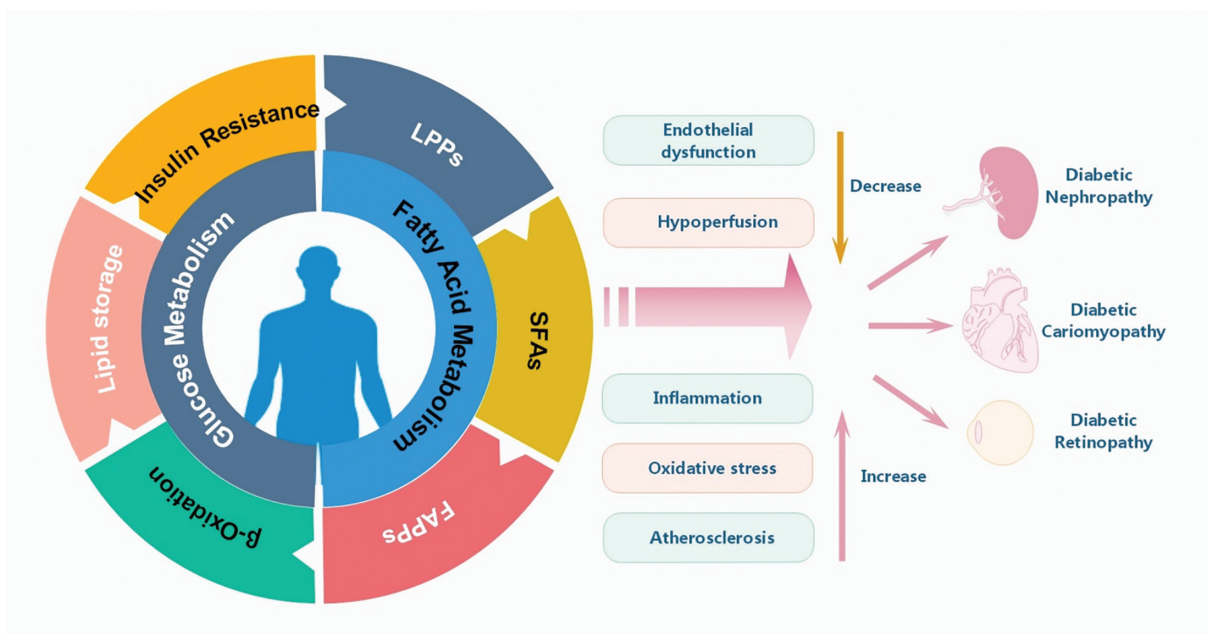 Insulin Resistance
LPPs
SFAs
FAPPs
β-Oxidation
Lipid storage
Glucose Metabolism
Fatty Acid Metabolism
Endothelial
dysfunction
Hypoperfusion
Decrease
Inflammation
Oxidative stress
Atherosclerosis
Increase
Diabetic
Nephropathy
Diabetic
Cariomyopathy
Diabetic
Retinopathy